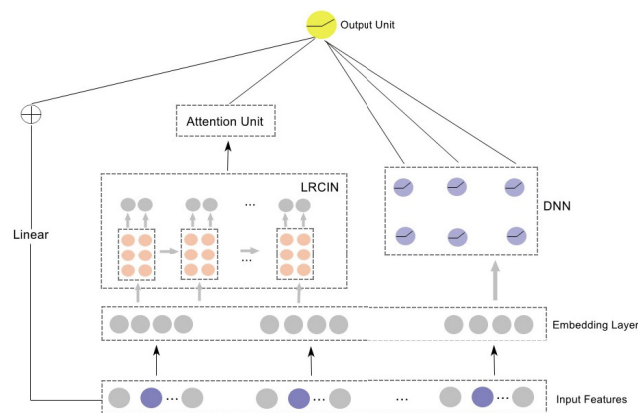 Output Unit
Attention Unit
LRCIN
...
DNN
Linear
...
Embedding Layer
... ... ... ...
Input Features